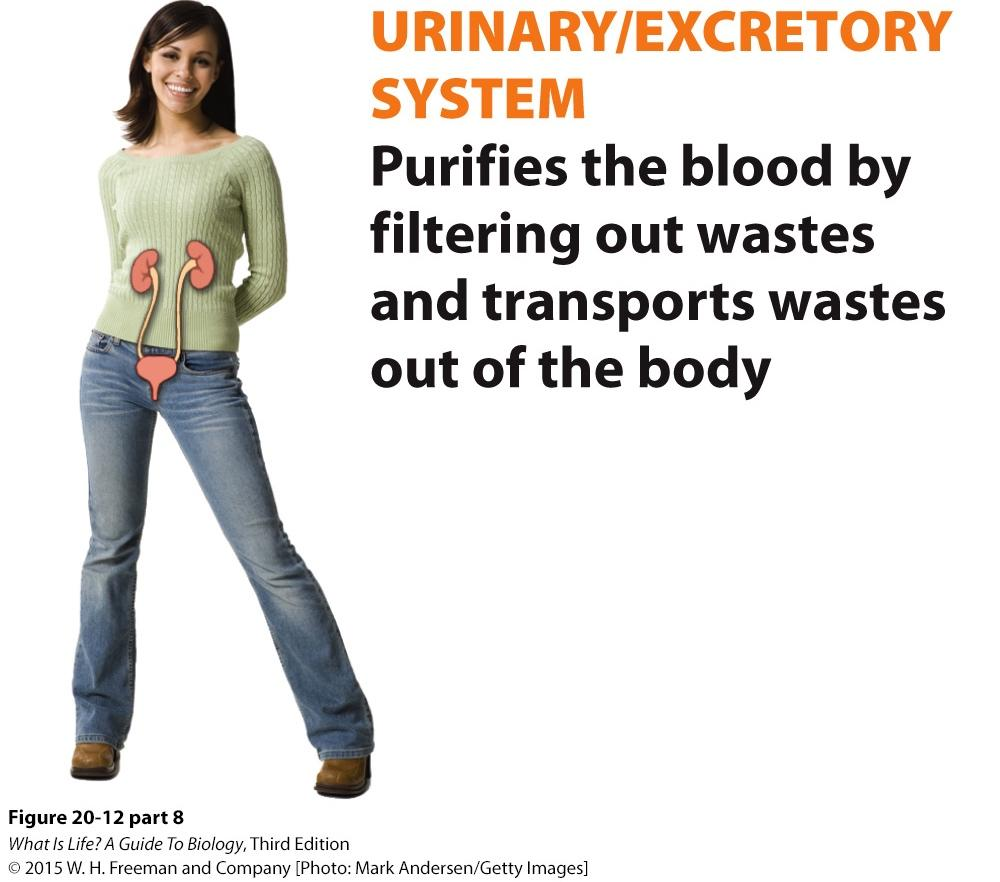 URINARY/EXCRETORY
SYSTEM
Purifies the blood by
filtering out wastes
and transports wastes
out of the body
Figure 20-12 part 8
What Is Life? A Guide To Biology, Third Edition
© 2015 W. H. Freeman and Company [Photo: Mark Andersen/Getty Images]